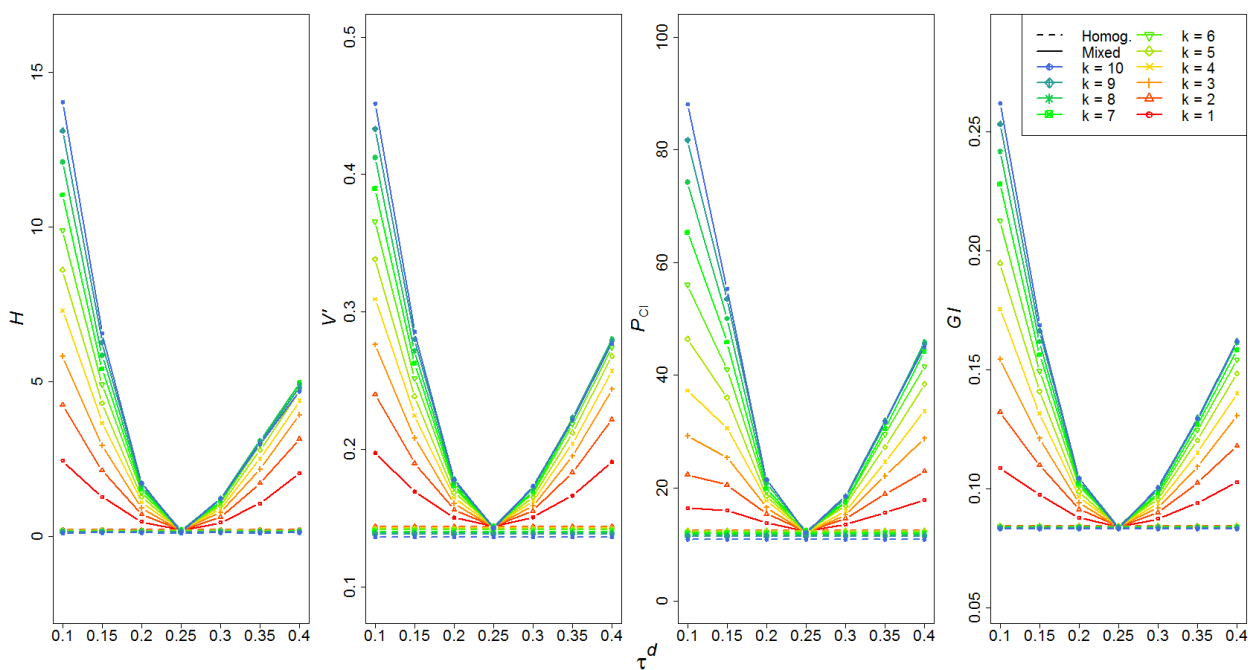 H
0
5
10
15
0.1 0.15 0.2 0.25 0.3 0.35 0.4
V'
0.1
0.2
0.3
0.4
0.5
0.1 0.15 0.2 0.25 0.3 0.35 0.4
P_CI
0
20
40
60
80
100
0.1 0.15 0.2 0.25 0.3 0.35 0.4
GI
0.05
0.10
0.15
0.20
0.25
0.1 0.15 0.2 0.25 0.3 0.35 0.4
Homog.
Mixed
k = 10
k = 9
k = 8
k = 7
k = 6
k = 5
k = 4
k = 3
k = 2
k = 1
τ^d